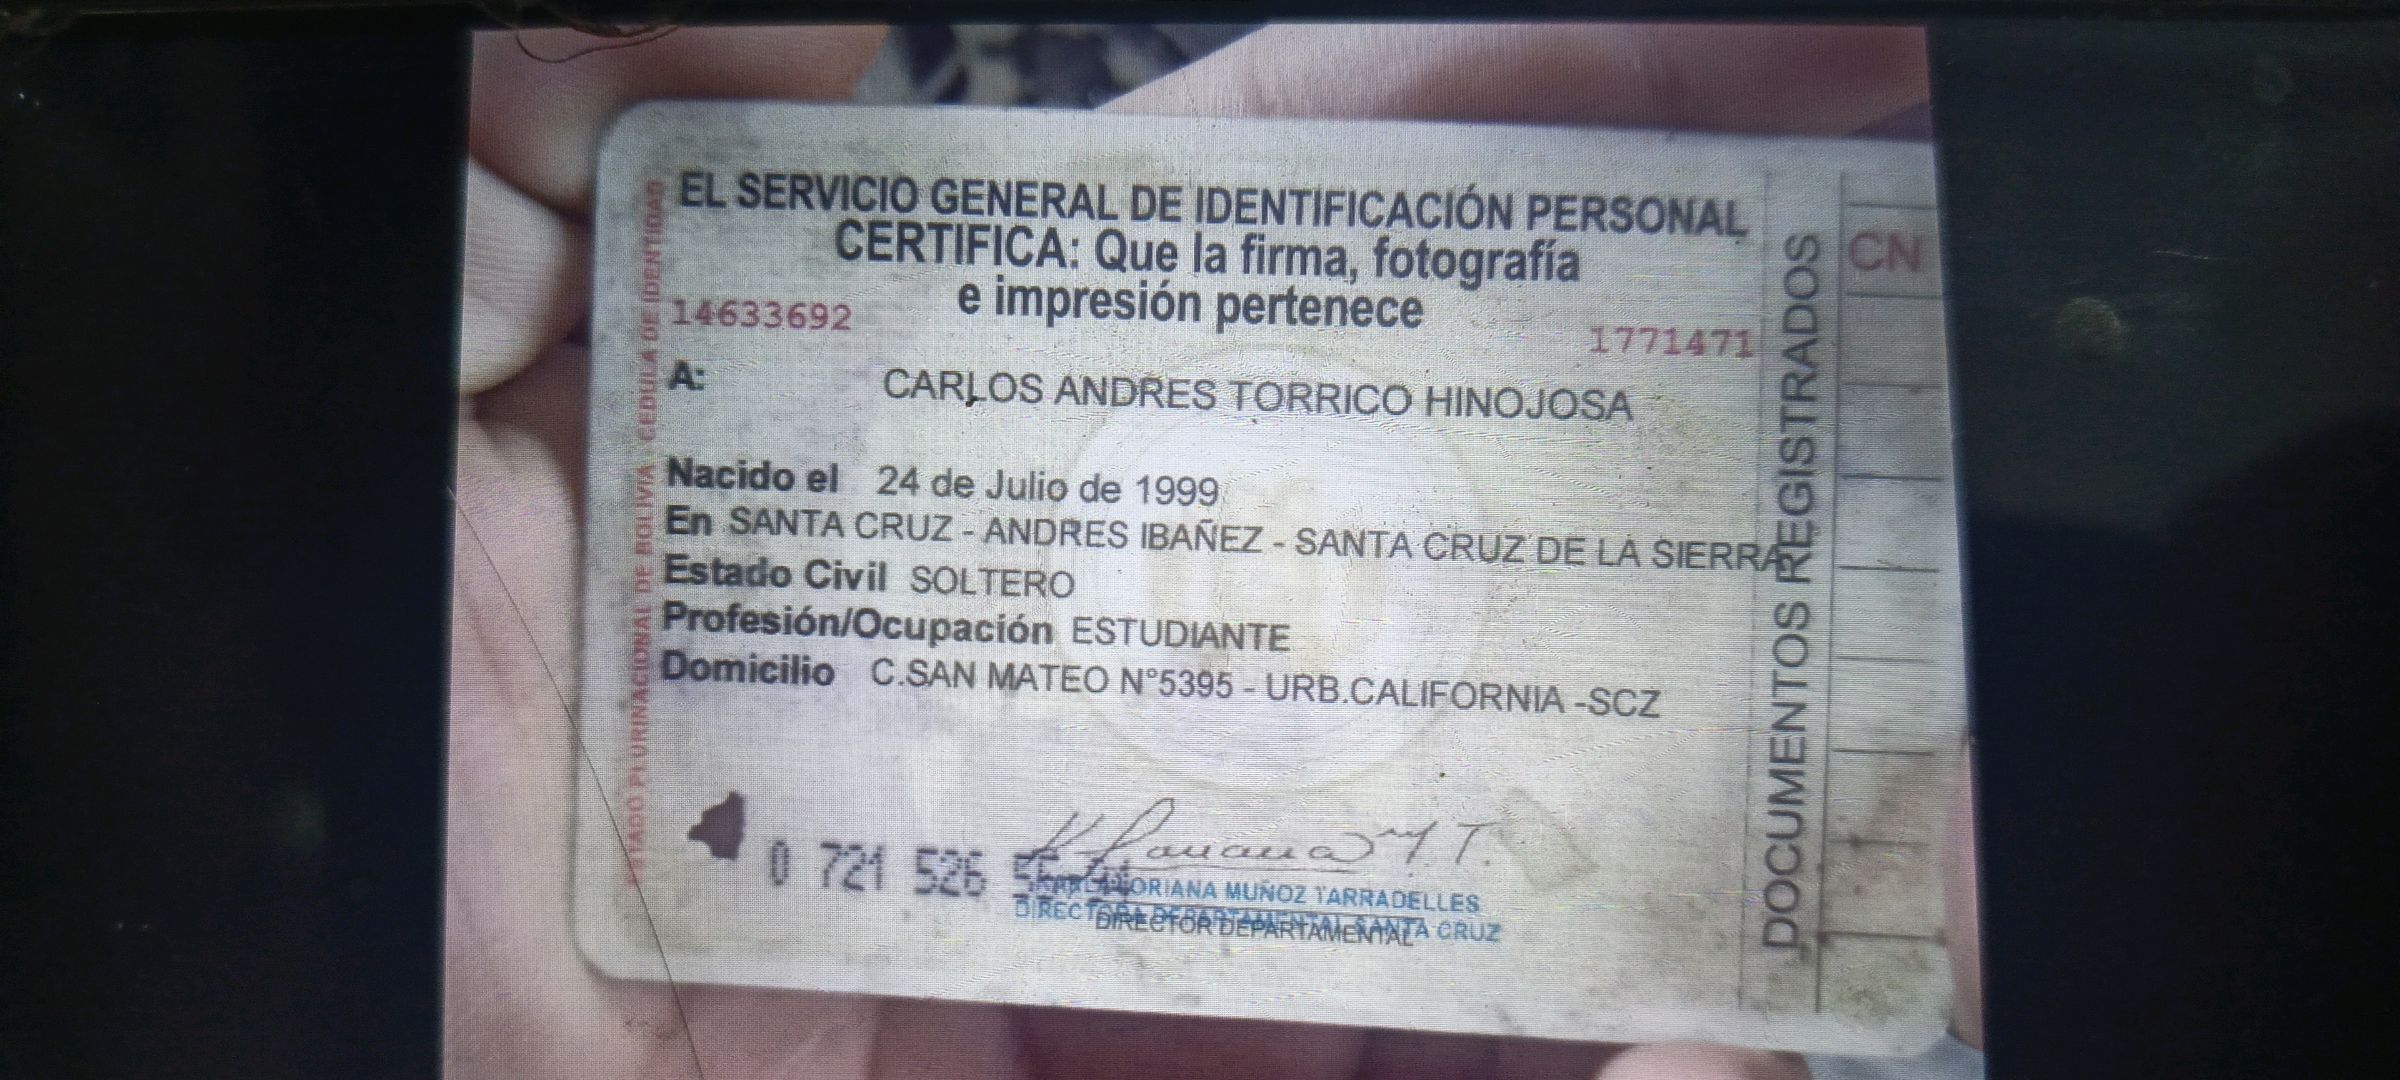 EL SERVICIO GENERAL DE IDENTIFICACIÓN PERSONAL
CERTIFICA: Que la firma, fotografía
e impresión pertenece
14633692
1771471
A: CARLOS ANDRES TORRICO HINOJOSA
Nacido el 24 de Julio de 1999
En SANTA CRUZ - ANDRES IBAÑEZ - SANTA CRUZ DE LA SIERRA
Estado Civil SOLTERO
Profesión/Ocupación ESTUDIANTE
Domicilio C.SAN MATEO N°5395 - URB.CALIFORNIA -SCZ
0 721 526
ORIANA MUÑOZ TARRADELLES
DIRECTORA DEPARTAMENTAL SANTA CRUZ
DIRECTOR DEPARTAMENTAL
ESTADO PLURINACIONAL DE BOLIVIA - CEDULA DE IDENTIDAD
DOCUMENTOS REGISTRADOS
CN